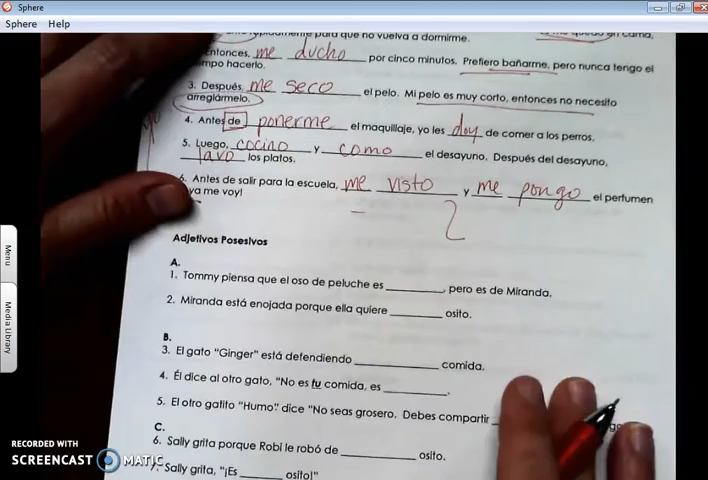 Sphere
Sphere Help
para que no vuelva a dormirme.
entonces, me ducho por cinco minutos. Prefiero bañarme, pero nunca tengo el
hacerlo.
3. Después, me seco el pelo. Mi pelo es muy corto, entonces no necesito
arreglármelo.
4. Antes de ponerme el maquillaje, yo les doy de comer a los perros.
5. Luego, cocino y como el desayuno. Después del desayuno,
lavo los platos.
6. Antes de salir para la escuela, me visto y me pongo el perfumen
ya me voy!
Adjetivos Posesivos
A.
1. Tommy piensa que el oso de peluche es ________, pero es de Miranda.
2. Miranda está enojada porque ella quiere ________ osito.
B.
3. El gato "Ginger" está defendiendo ________ comida.
4. Él dice al otro gato, "No es tu comida, es ________.
5. El otro gatito "Humo" dice "No seas grosero. Debes compartir
C.
6. Sally grita porque Robi le robó de ________ osito.
7. Sally grita, "¡Es ________ osito!"
Menu
Media Library
RECORDED WITH
SCREENCAST MATIC